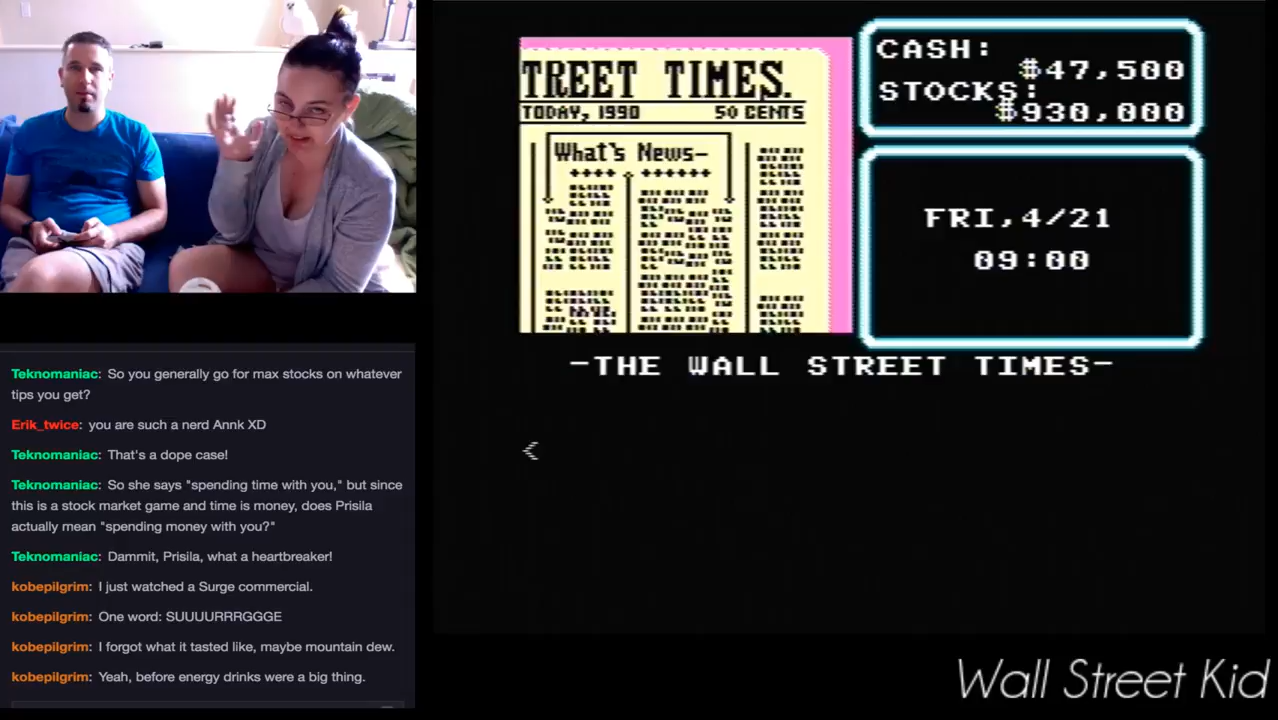 TREET TIMES.
TODAY, 1990 50 CENTS
What's News—
CASH:
$47,500
STOCKS:
$930,000
FRI,4/21
09:00
-THE WALL STREET TIMES-
<
Teknomaniac: So you generally go for max stocks on whatever
tips you get?
Erik_twice: you are such a nerd Annk XD
Teknomaniac: That's a dope case!
Teknomaniac: So she says "spending time with you," but since
this is a stock market game and time is money, does Prisila
actually mean "spending money with you?"
Teknomaniac: Dammit, Prisila, what a heartbreaker!
kobepilgrim: I just watched a Surge commercial.
kobepilgrim: One word: SUUUURRRGGGE
kobepilgrim: I forgot what it tasted like, maybe mountain dew.
kobepilgrim: Yeah, before energy drinks were a big thing.
Wall Street Kid